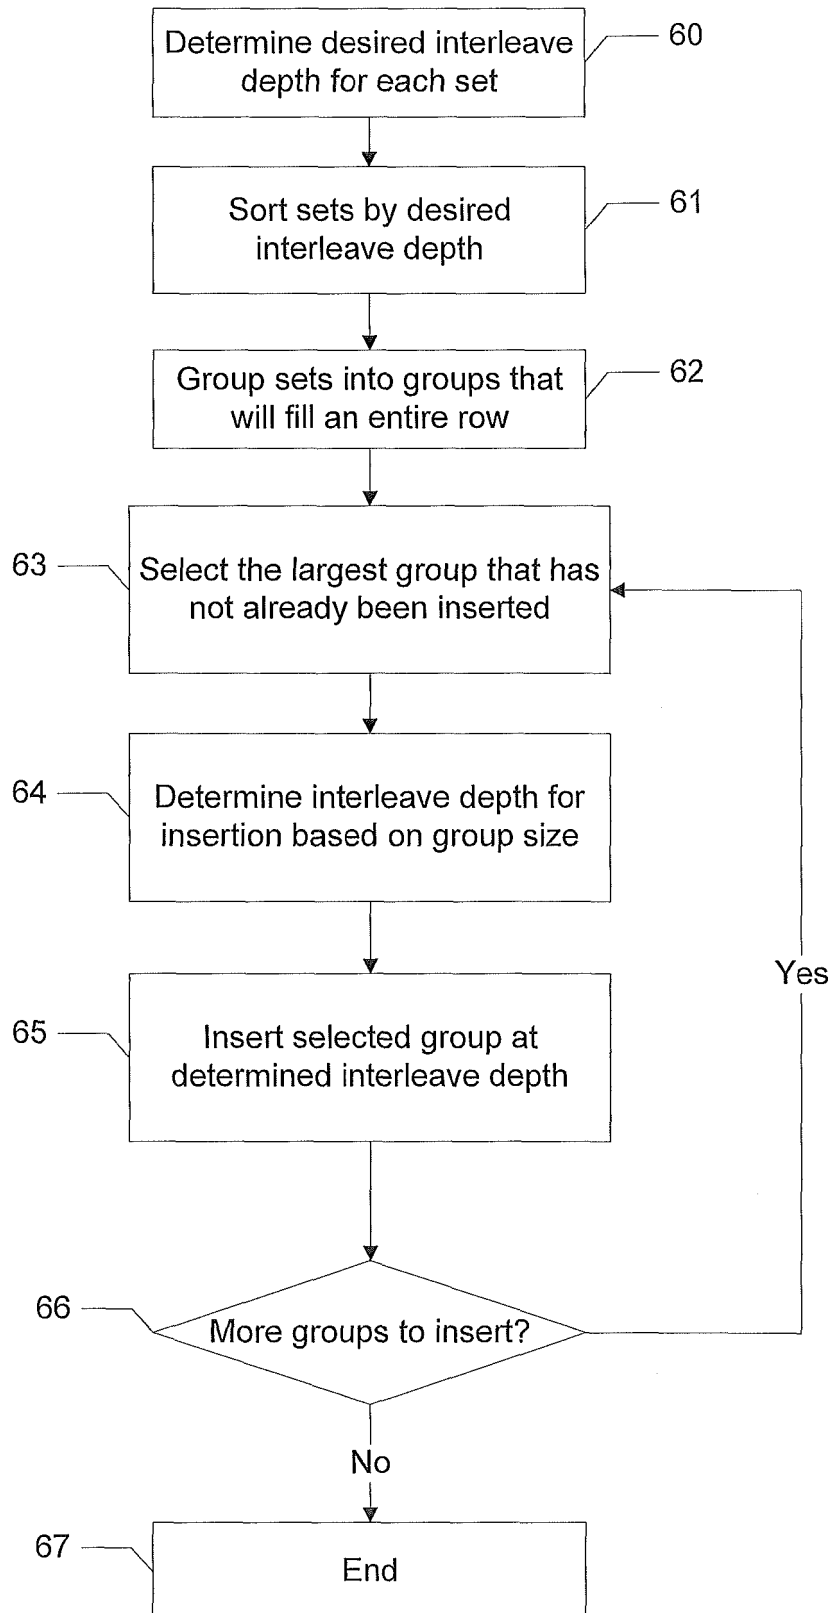 Determine desired interleave
depth for each set
60
Sort sets by desired
interleave depth
61
Group sets into groups that
will fill an entire row
62
63
Select the largest group that has
not already been inserted
64
Determine interleave depth for
insertion based on group size
Yes
65
Insert selected group at
determined interleave depth
66
More groups to insert?
No
67
End